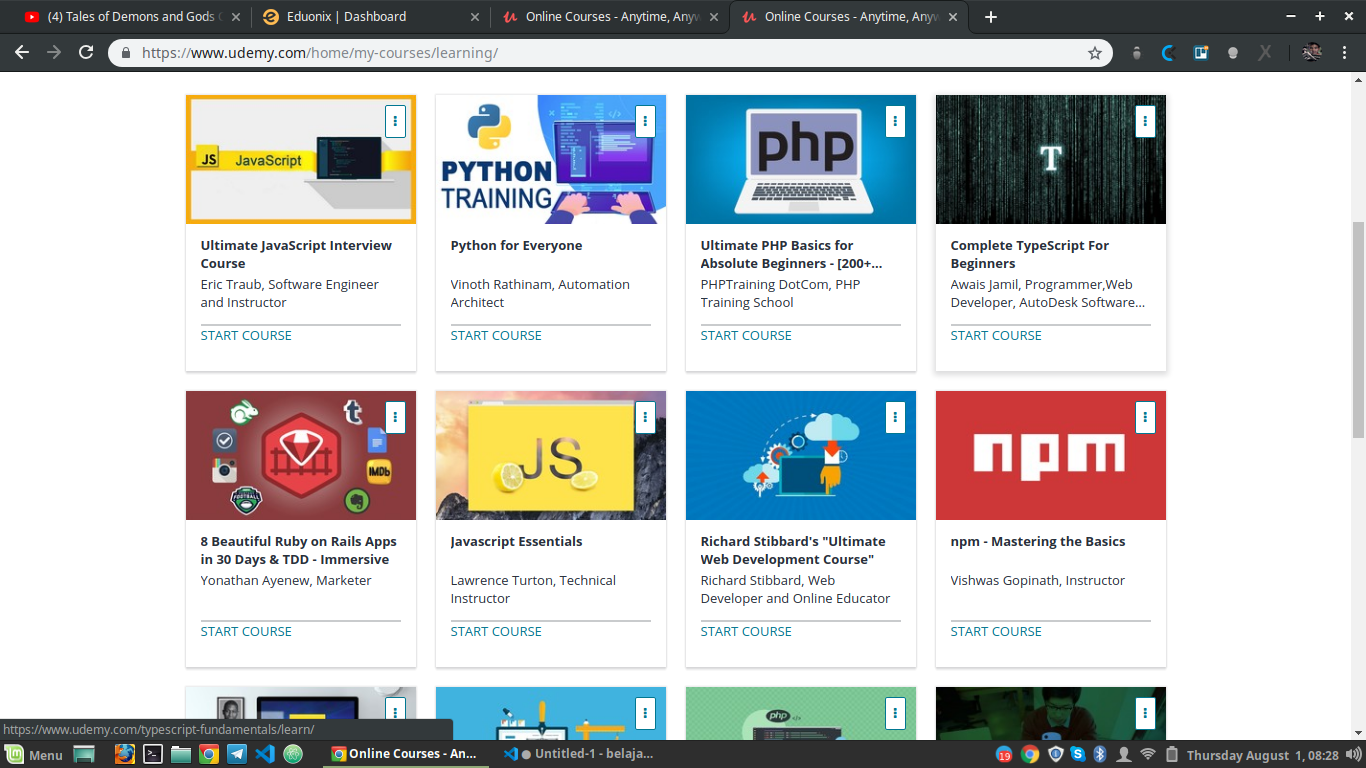 (4) Tales of Demons and Gods
Eduonix | Dashboard
Online Courses - Anytime, Anyw
Online Courses - Anytime, Anyw
https://www.udemy.com/home/my-courses/learning/
JS JavaScript
PYTHON
TRAINING
php
T
Ultimate JavaScript Interview
Course
Eric Traub, Software Engineer
and Instructor
START COURSE
Python for Everyone
Vinoth Rathinam, Automation
Architect
START COURSE
Ultimate PHP Basics for
Absolute Beginners - [200+...
PHPTraining DotCom, PHP
Training School
START COURSE
Complete TypeScript For
Beginners
Awais Jamil, Programmer,Web
Developer, AutoDesk Software...
START COURSE
t
IMDb
FOOTBALL
JS
npm
8 Beautiful Ruby on Rails Apps
in 30 Days & TDD - Immersive
Yonathan Ayenew, Marketer
START COURSE
Javascript Essentials
Lawrence Turton, Technical
Instructor
START COURSE
Richard Stibbard's "Ultimate
Web Development Course"
Richard Stibbard, Web
Developer and Online Educator
START COURSE
npm - Mastering the Basics
Vishwas Gopinath, Instructor
START COURSE
php </>
https://www.udemy.com/typescript-fundamentals/learn/
Menu
Online Courses - An...
Untitled-1 - belaja...
19
Thursday August 1, 08:28